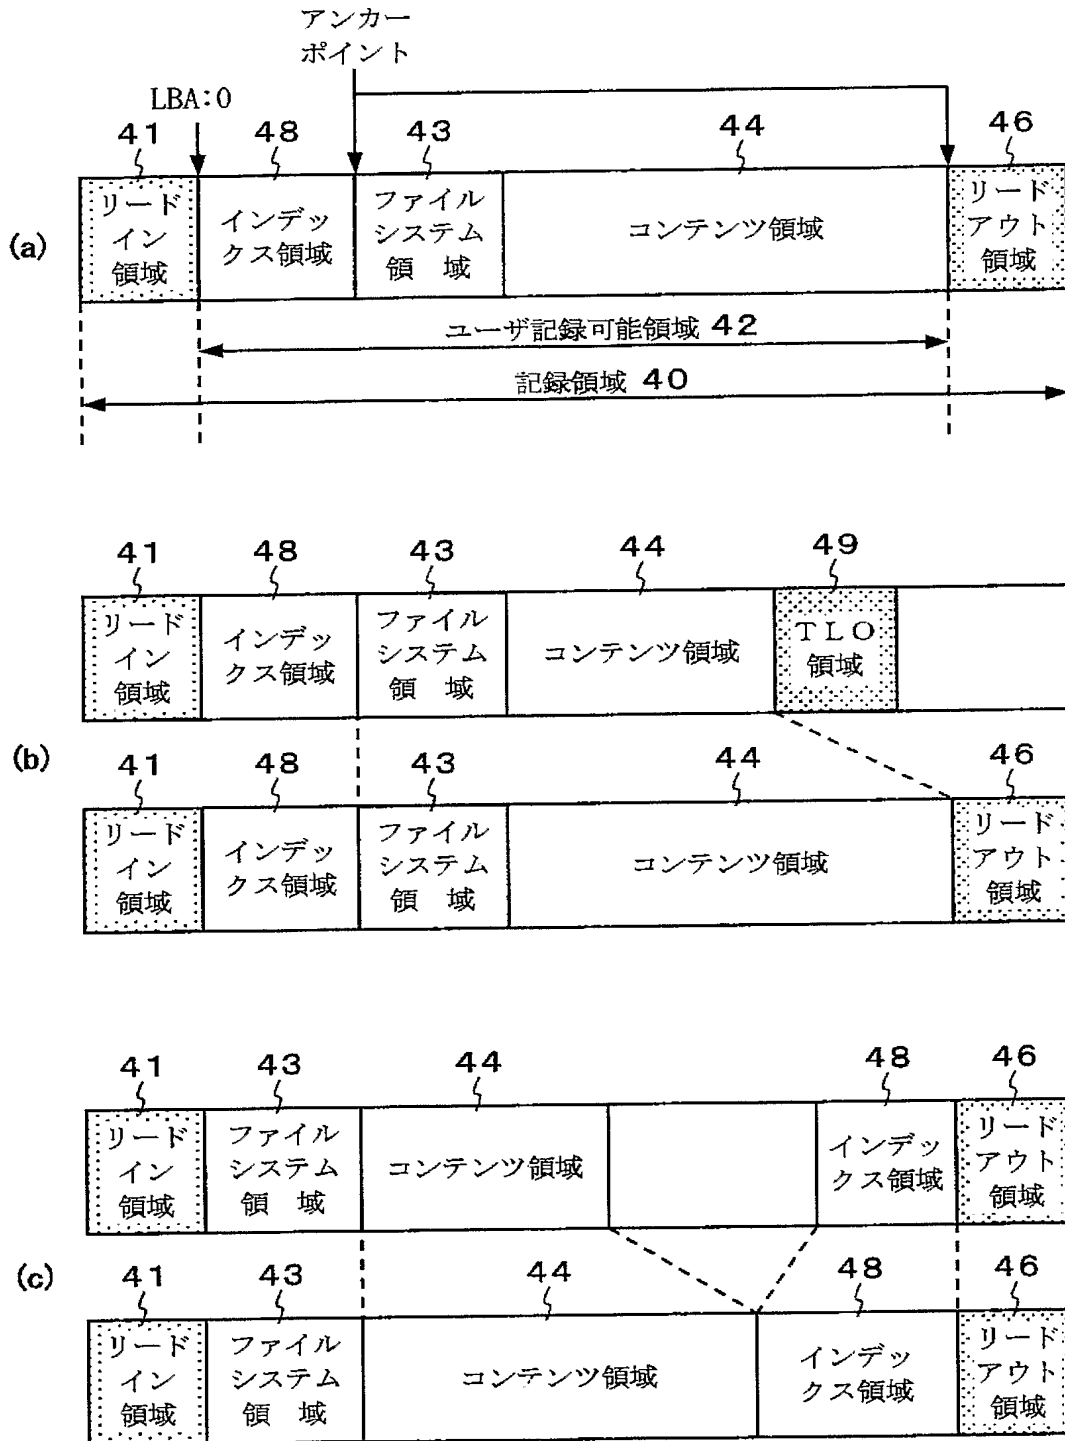 アンカー
ポイント
LBA:0
41 48 43 44 46
(a)
リード
イン
領域
インデッ
クス領域
ファイル
システム
領 域
コンテンツ領域
リード
アウト
領域
ユーザ記録可能領域 42
記録領域 40
(b)
41 48 43 44 49
リード
イン
領域
インデッ
クス領域
ファイル
システム
領 域
コンテンツ領域
TLO
領域
41 48 43 44 46
リード
イン
領域
インデッ
クス領域
ファイル
システム
領 域
コンテンツ領域
リード
アウト
領域
(c)
41 43 44 48 46
リード
イン
領域
ファイル
システム
領 域
コンテンツ領域
インデッ
クス領域
リード
アウト
領域
41 43 44 48 46
リード
イン
領域
ファイル
システム
領 域
コンテンツ領域
インデッ
クス領域
リード
アウト
領域